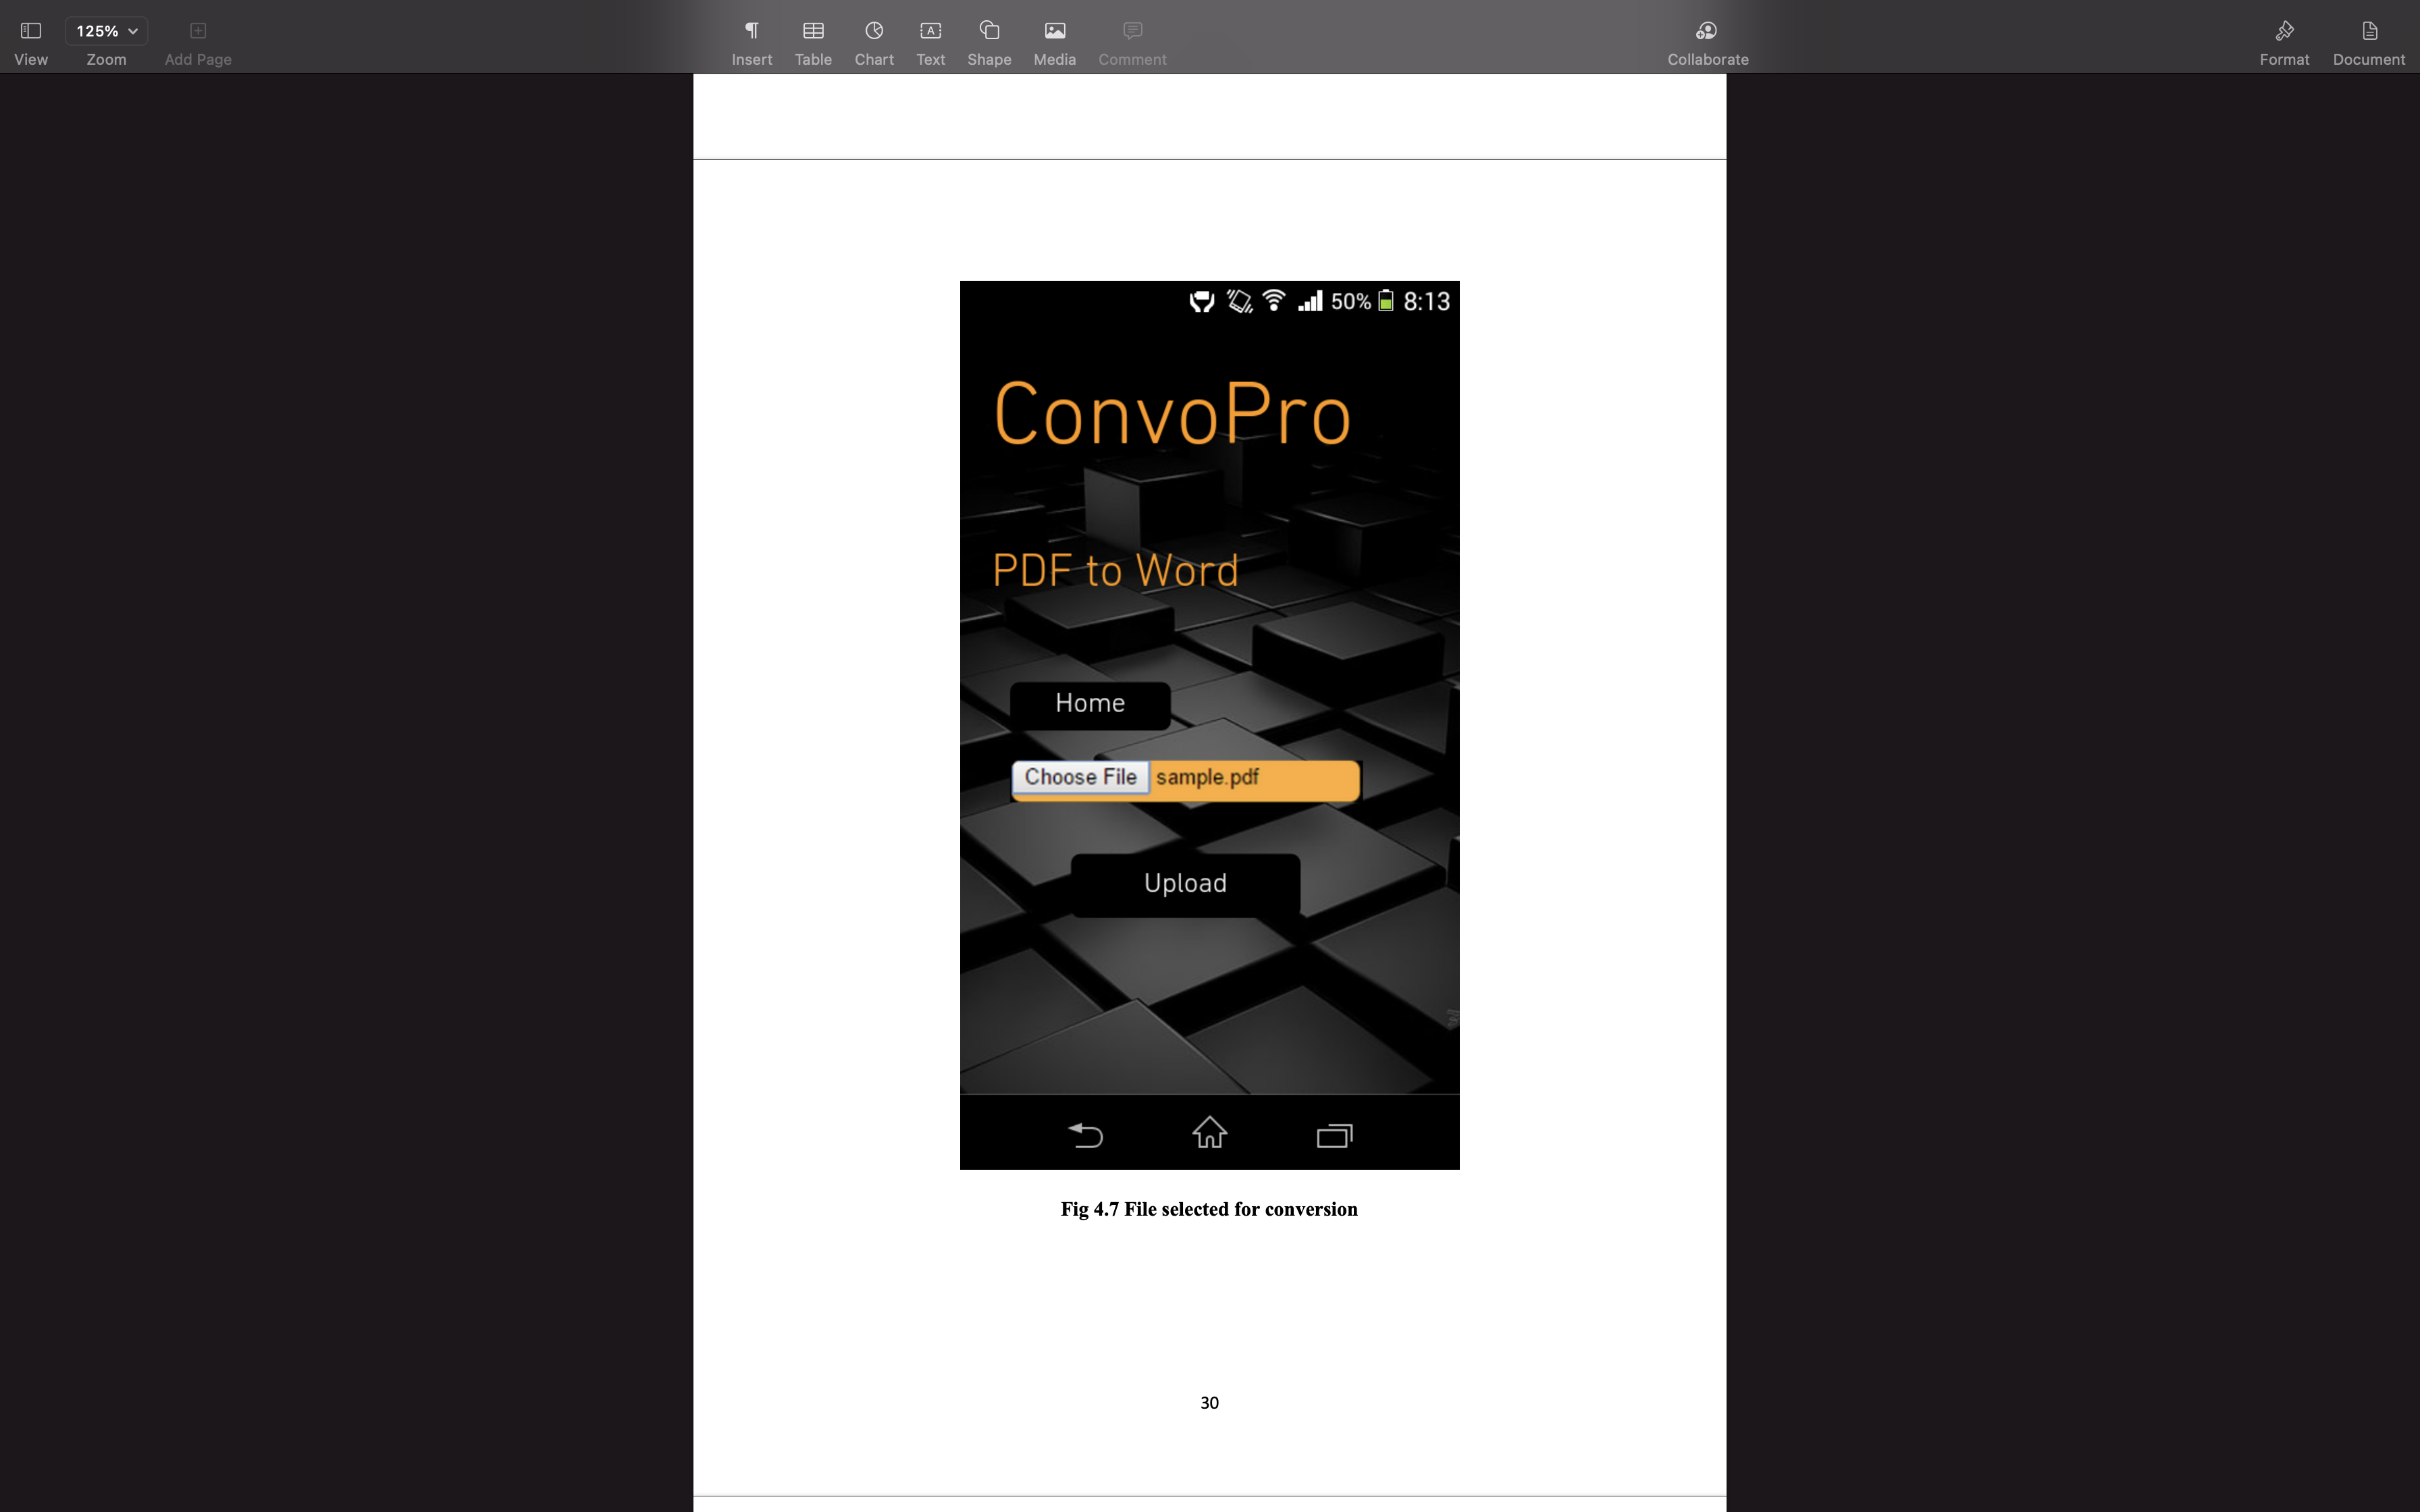 125%
View
Zoom
Add Page
Insert
Table
Chart
Text
Shape
Media
Comment
Collaborate
Format
Document
50% 8:13
ConvoPro
PDF to Word
Home
Choose File sample.pdf
Upload
Fig 4.7 File selected for conversion
30